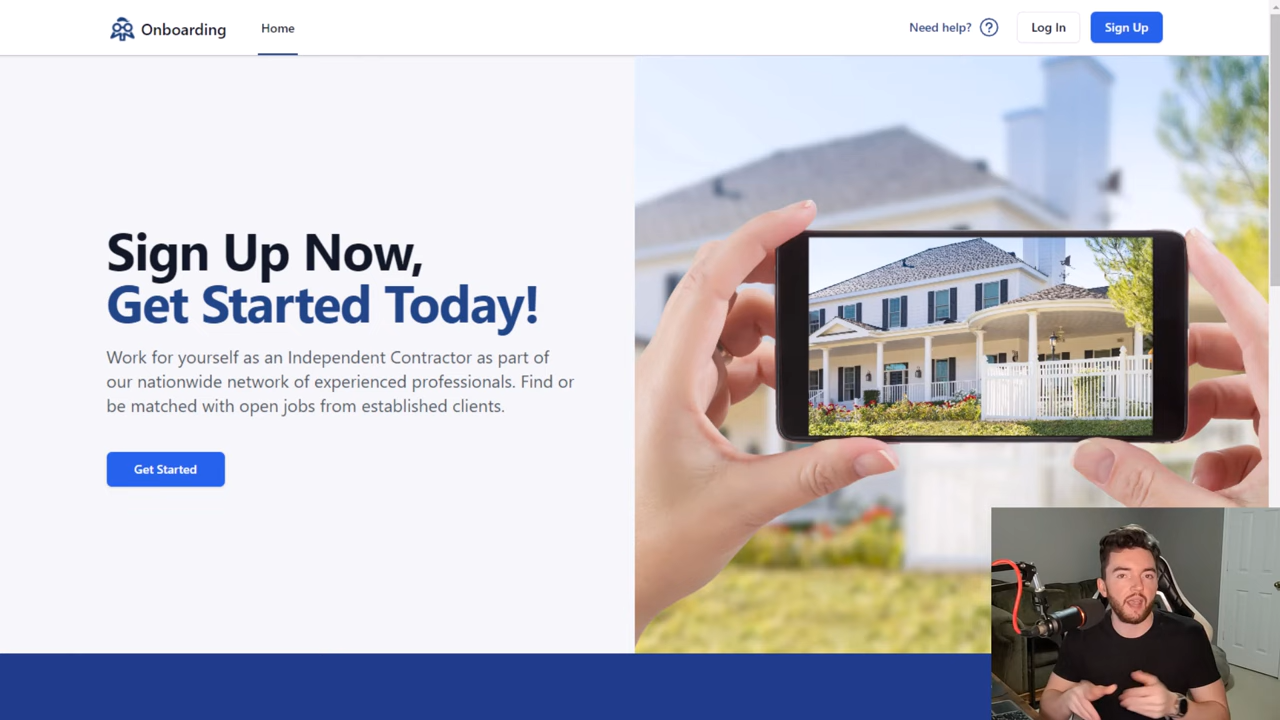 Onboarding
Home
Need help?
?
Log In
Sign Up
Sign Up Now,
Get Started Today!
Work for yourself as an Independent Contractor as part of
our nationwide network of experienced professionals. Find or
be matched with open jobs from established clients.
Get Started